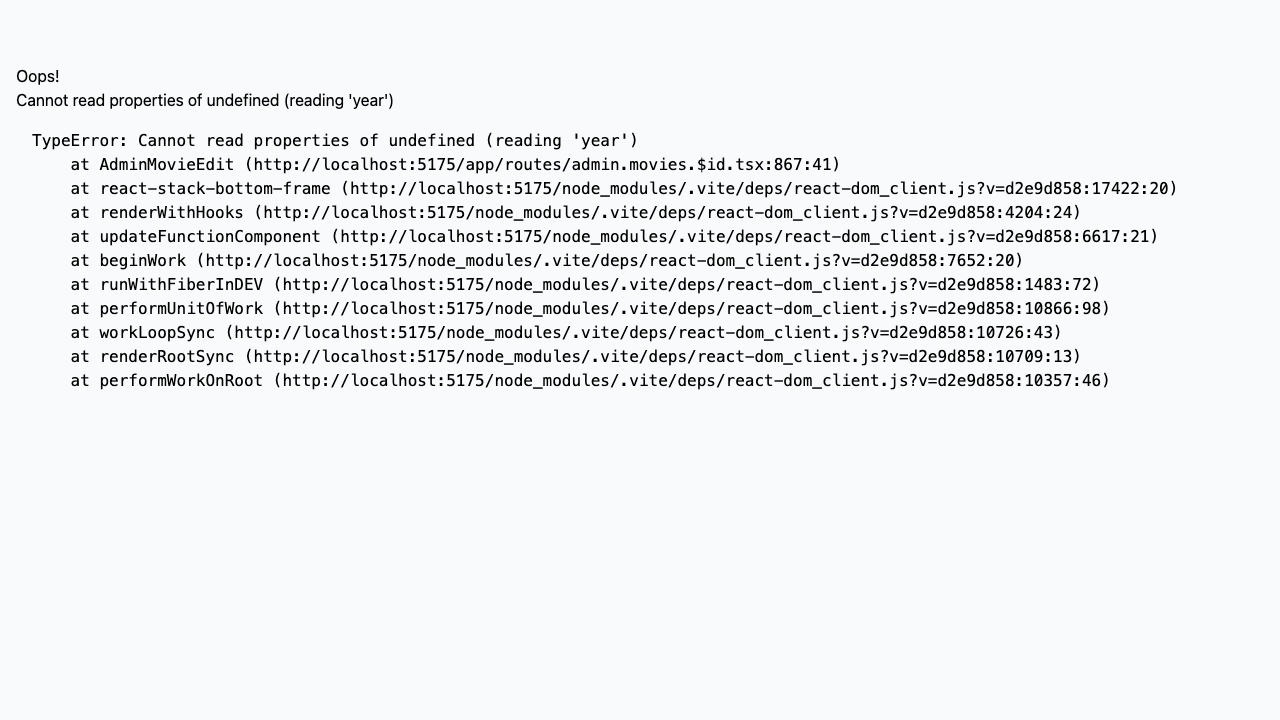 Oops!
Cannot read properties of undefined (reading 'year')
TypeError: Cannot read properties of undefined (reading 'year')
    at AdminMovieEdit (http://localhost:5175/app/routes/admin.movies.$id.tsx:867:41)
    at react-stack-bottom-frame (http://localhost:5175/node_modules/.vite/deps/react-dom_client.js?v=d2e9d858:17422:20)
    at renderWithHooks (http://localhost:5175/node_modules/.vite/deps/react-dom_client.js?v=d2e9d858:4204:24)
    at updateFunctionComponent (http://localhost:5175/node_modules/.vite/deps/react-dom_client.js?v=d2e9d858:6617:21)
    at beginWork (http://localhost:5175/node_modules/.vite/deps/react-dom_client.js?v=d2e9d858:7652:20)
    at runWithFiberInDEV (http://localhost:5175/node_modules/.vite/deps/react-dom_client.js?v=d2e9d858:1483:72)
    at performUnitOfWork (http://localhost:5175/node_modules/.vite/deps/react-dom_client.js?v=d2e9d858:10866:98)
    at workLoopSync (http://localhost:5175/node_modules/.vite/deps/react-dom_client.js?v=d2e9d858:10726:43)
    at renderRootSync (http://localhost:5175/node_modules/.vite/deps/react-dom_client.js?v=d2e9d858:10709:13)
    at performWorkOnRoot (http://localhost:5175/node_modules/.vite/deps/react-dom_client.js?v=d2e9d858:10357:46)